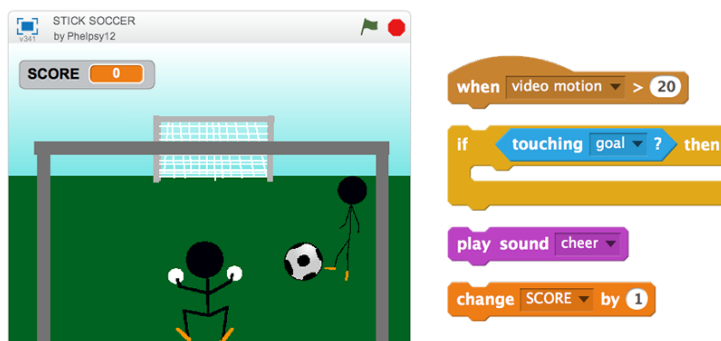 STICK SOCCER
by Phelpsy12
v341
SCORE 0
when video motion > 20
if touching goal ? then
play sound cheer
change SCORE by 1